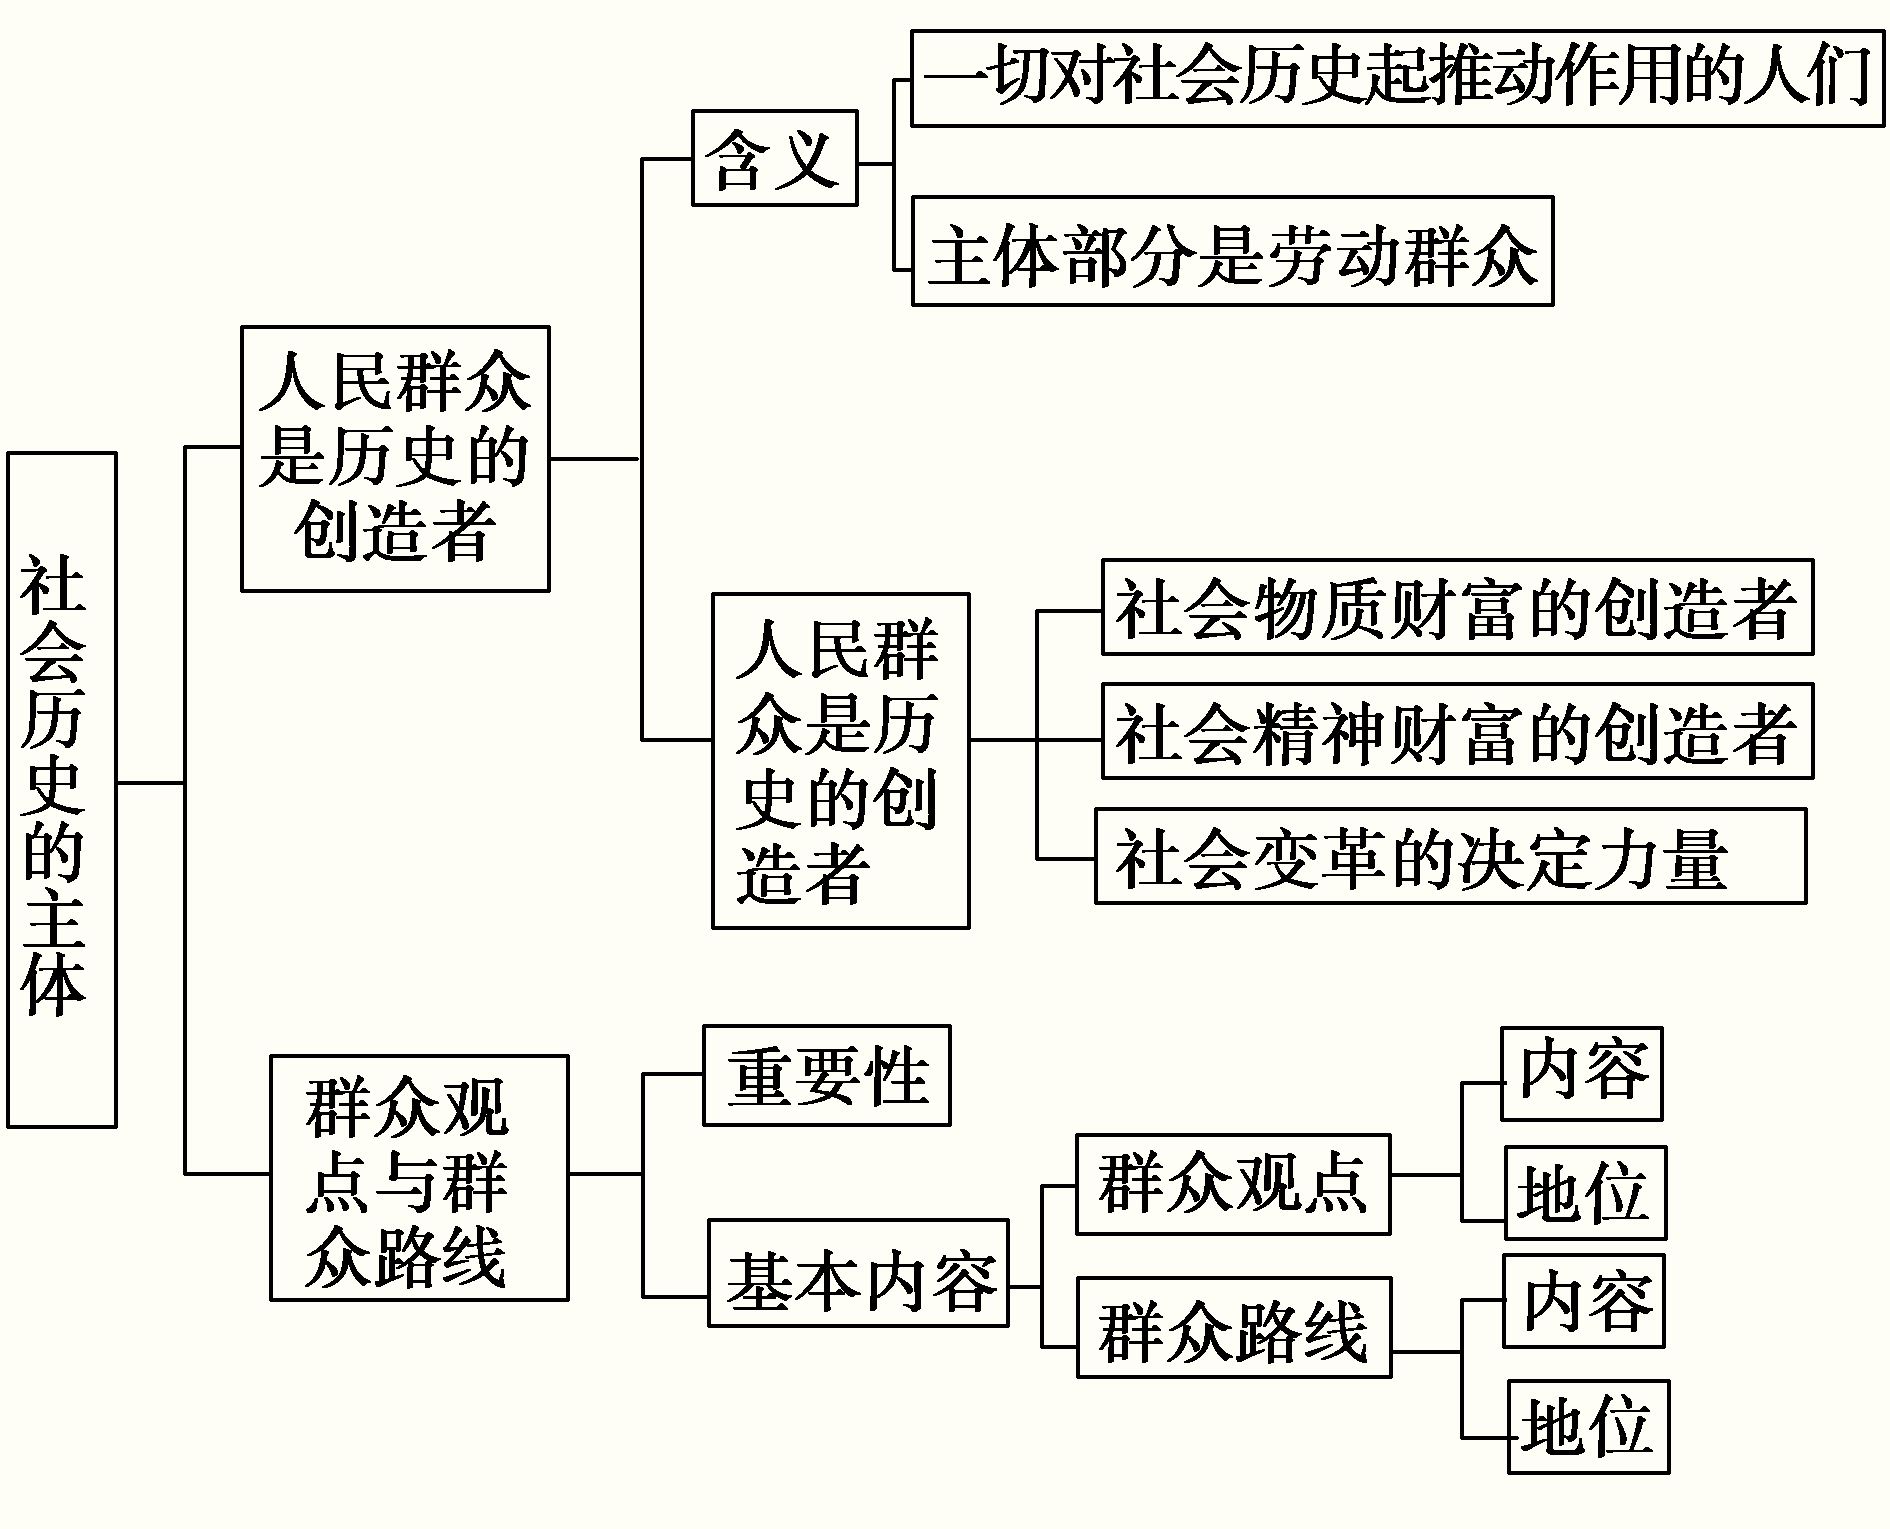 社会历史的主体
人民群众
是历史的
创造者
含义
一切对社会历史起推动作用的人们
主体部分是劳动群众
人民群
众是历
史的创
造者
社会物质财富的创造者
社会精神财富的创造者
社会变革的决定力量
群众观
点与群
众路线
重要性
基本内容
群众观点
内容
地位
群众路线
内容
地位